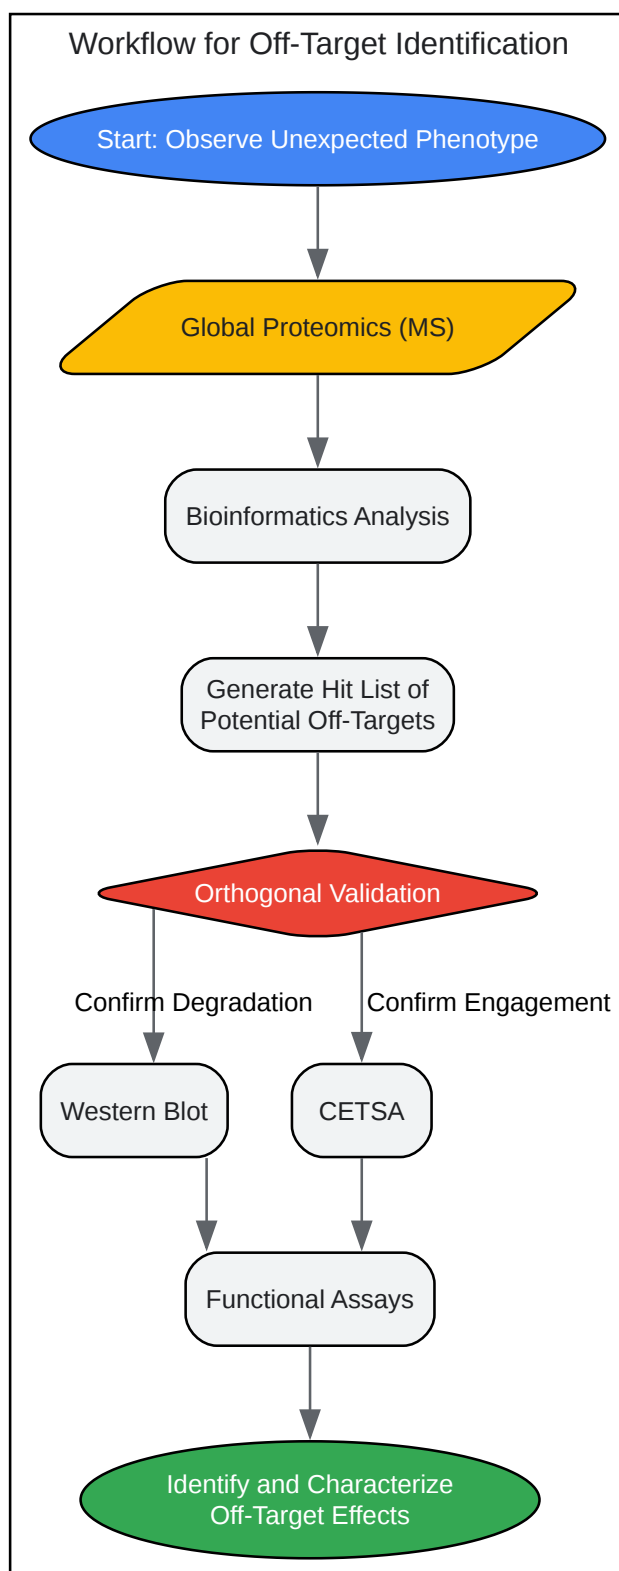 Workflow for Off-Target Identification
Start: Observe Unexpected Phenotype
Global Proteomics (MS)
Bioinformatics Analysis
Generate Hit List of
Potential Off-Targets
Orthogonal Validation
Confirm Degradation
Confirm Engagement
Western Blot
CETSA
Functional Assays
Identify and Characterize
Off-Target Effects